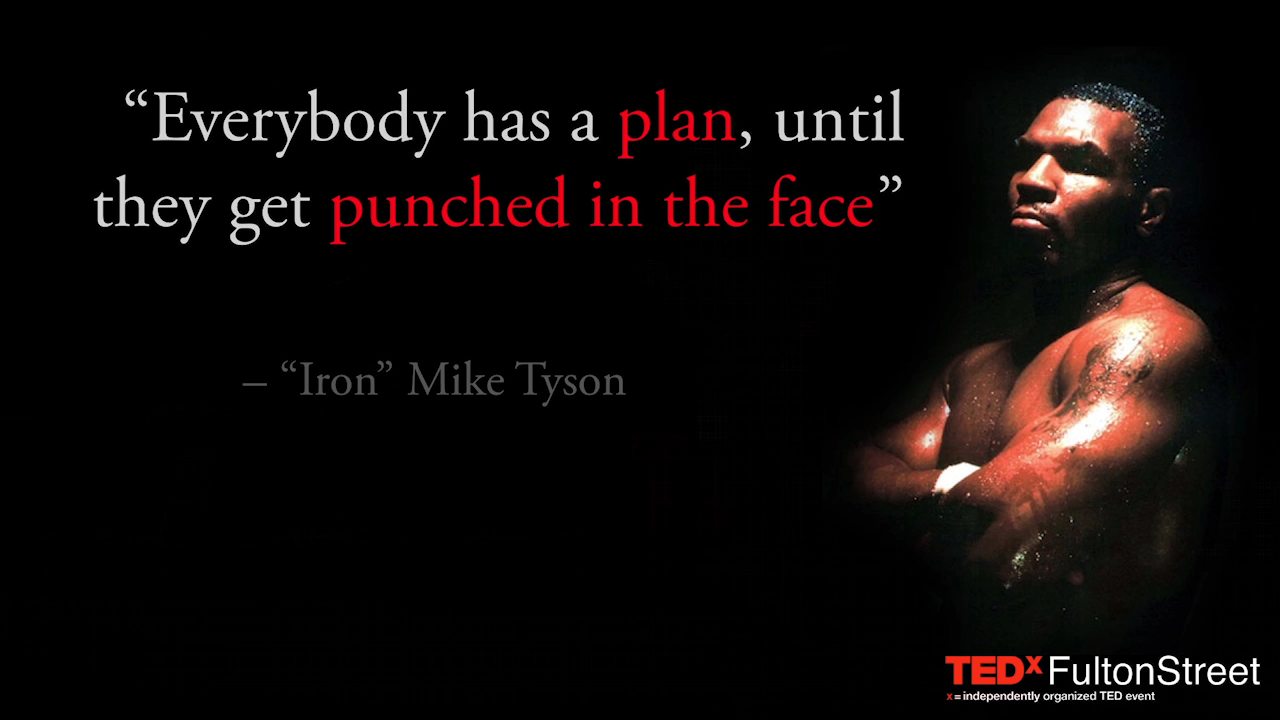 “Everybody has a plan, until
they get punched in the face”
– “Iron” Mike Tyson
TEDx FultonStreet
x = independently organized TED event